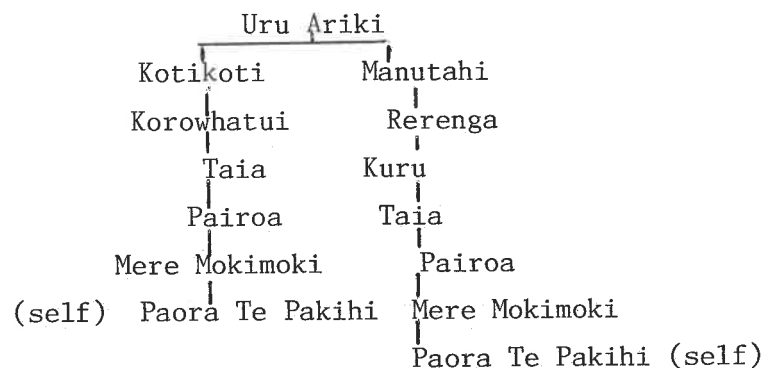 Uru Ariki
Kotikoti Manutahi
Korowhatui Rerenga
Taia Kuru
Pairoa Taia
Mere Mokimoki Pairoa
(self) Paora Te Pakihi Mere Mokimoki
Paora Te Pakihi (self)